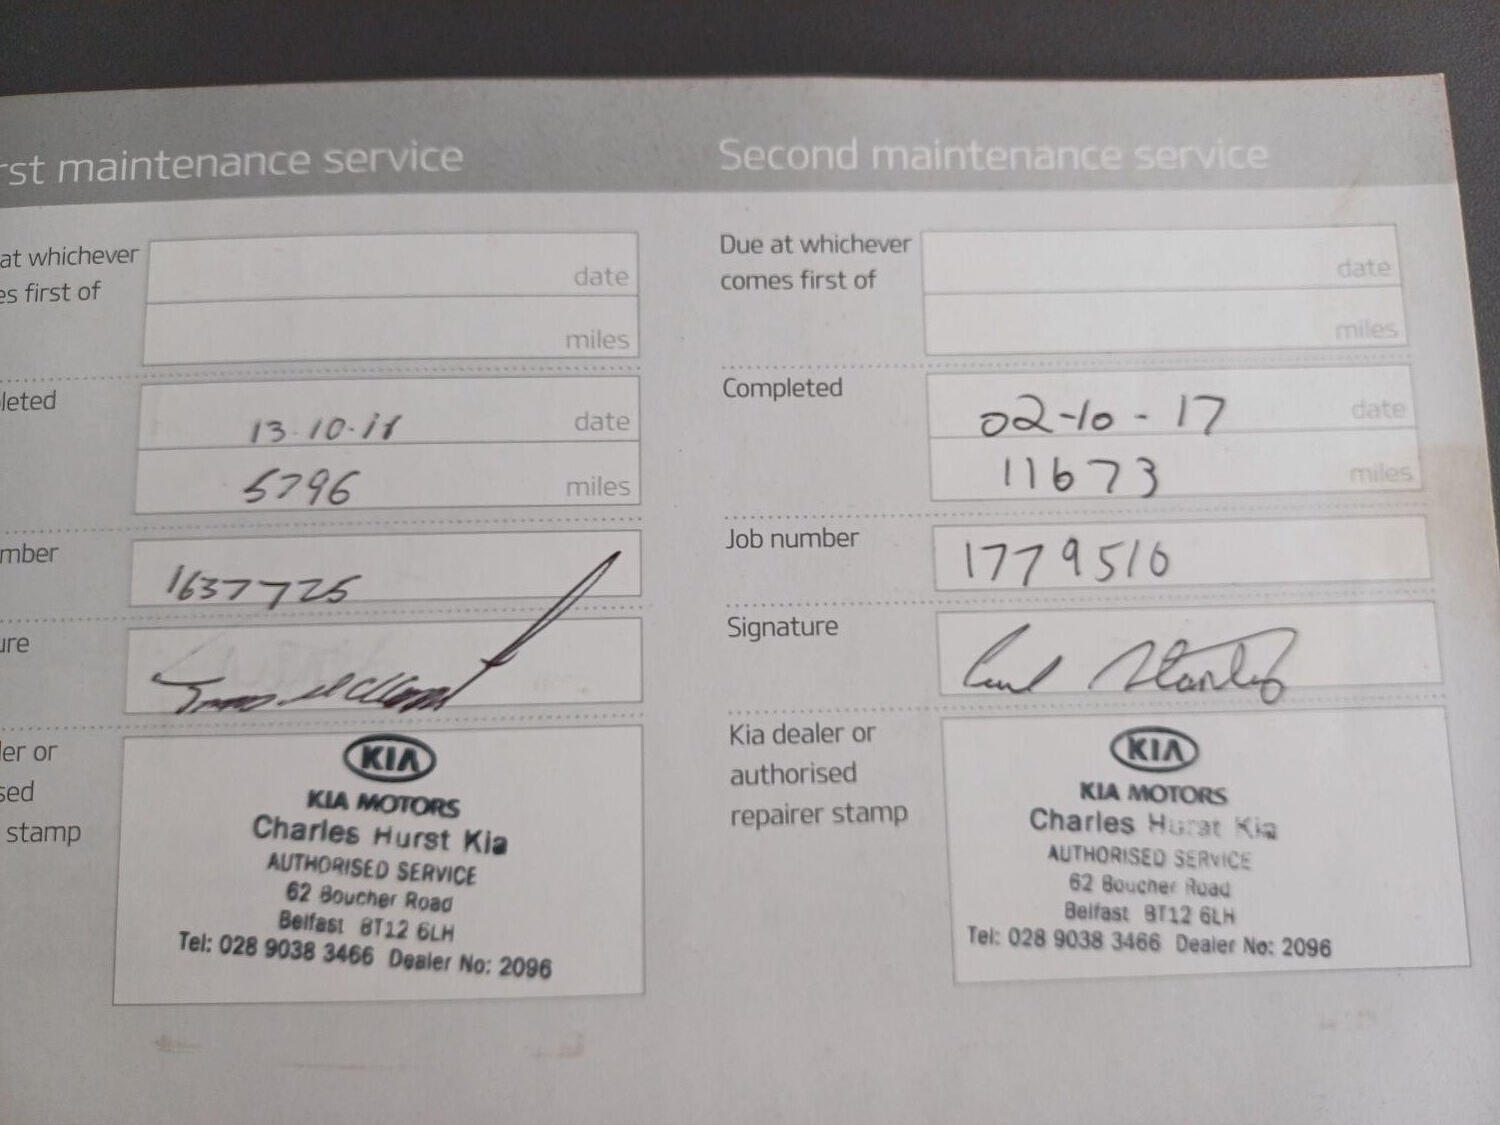 rst maintenance service
at whichever
es first of
date
miles
leted
13.10.16 date
5796 miles
mber
1637725
ure
KIA
KIA MOTORS
Charles Hurst Kia
AUTHORISED SERVICE
62 Boucher Road
Belfast BT12 6LH
Tel: 028 9038 3466 Dealer No: 2096
ler or
sed
stamp
Second maintenance service
Due at whichever
comes first of
date
miles
Completed
02-10-17 date
11673 miles
Job number
1779510
Signature
Kia dealer or
authorised
repairer stamp
KIA
KIA MOTORS
Charles Hurst Kia
AUTHORISED SERVICE
62 Boucher Road
Belfast BT12 6LH
Tel: 028 9038 3466 Dealer No: 2096